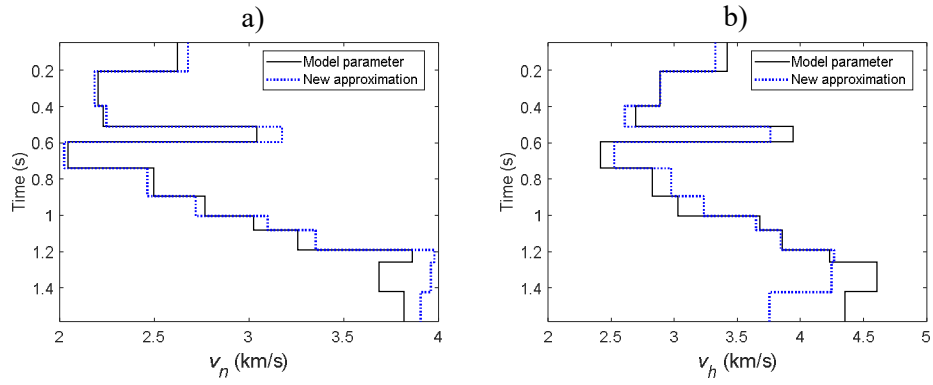 a)
Model parameter
New approximation
0.2
0.4
0.6
0.8
1
1.2
1.4
Time (s)
2
2.5
3
3.5
4
v_n (km/s)
b)
Model parameter
New approximation
0.2
0.4
0.6
0.8
1
1.2
1.4
Time (s)
2
2.5
3
3.5
4
4.5
5
v_h (km/s)